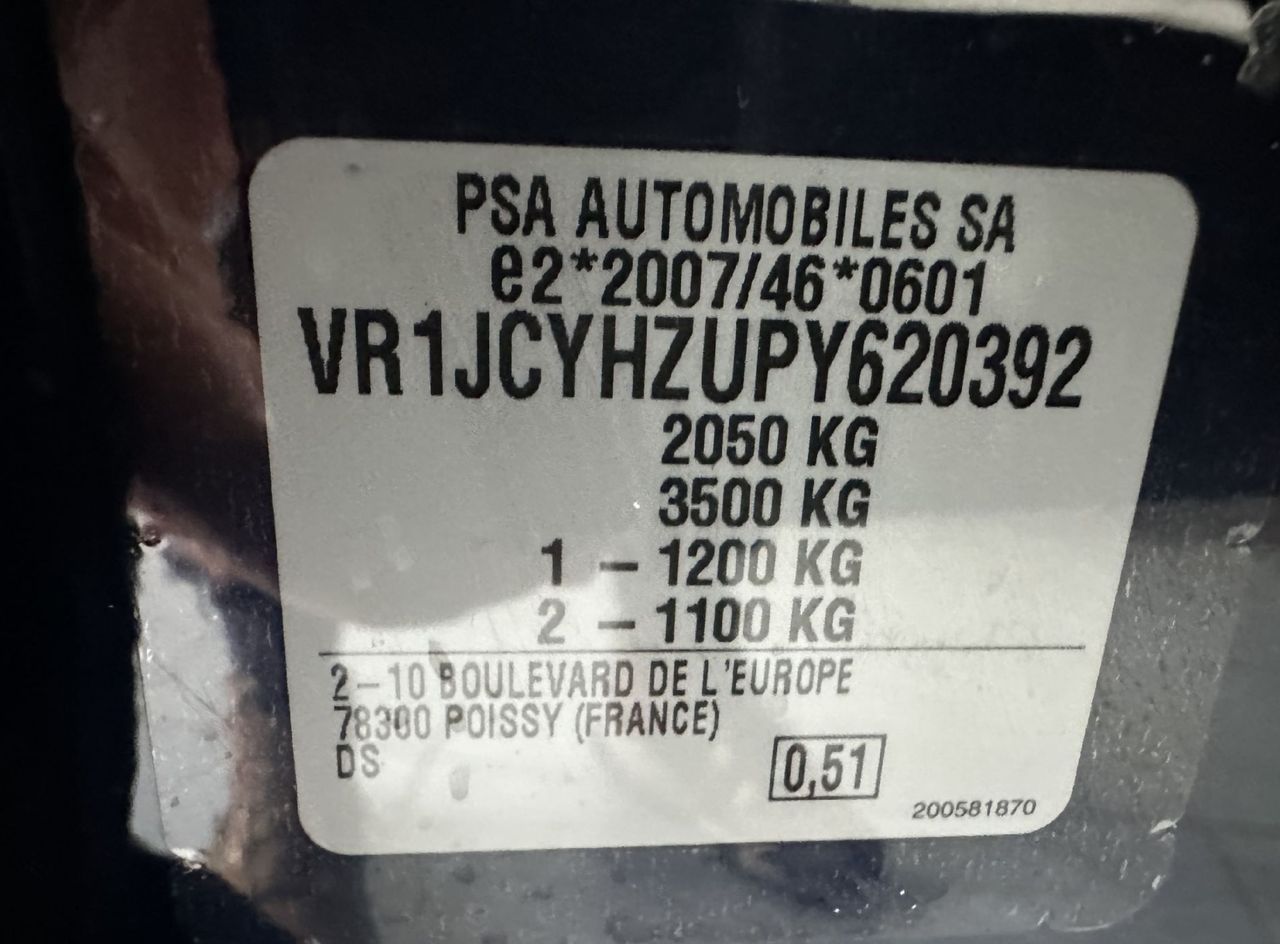 PSA AUTOMOBILES SA
e2*2007/46*0601
VR1JCYHZUPY620392
2050 KG
3500 KG
1 – 1200 KG
2 – 1100 KG
2–10 BOULEVARD DE L'EUROPE
78300 POISSY (FRANCE)
DS
0,51
200581870